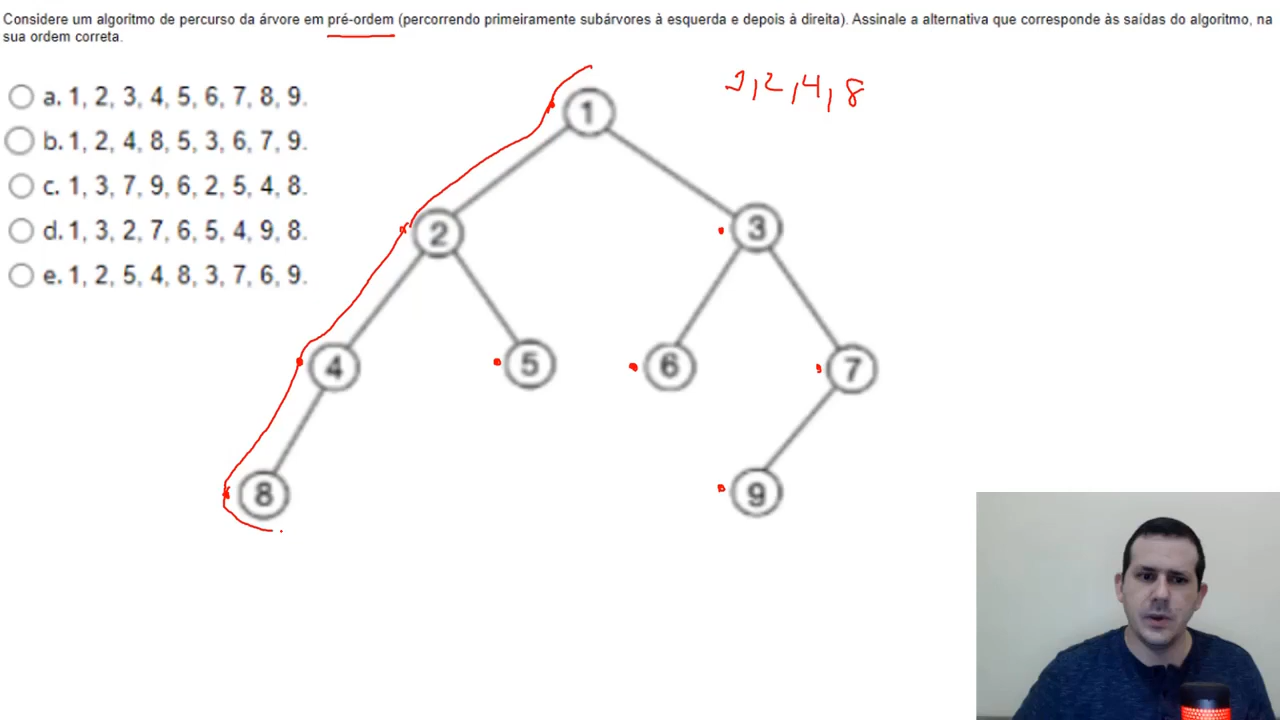 Considere um algoritmo de percurso da árvore em pré-ordem (percorrendo primeiramente subárvores à esquerda e depois à direita). Assinale a alternativa que corresponde às saídas do algoritmo, na
sua ordem correta.
1, 2, 4, 8
a. 1, 2, 3, 4, 5, 6, 7, 8, 9.
b. 1, 2, 4, 8, 5, 3, 6, 7, 9.
c. 1, 3, 7, 9, 6, 2, 5, 4, 8.
d. 1, 3, 2, 7, 6, 5, 4, 9, 8.
e. 1, 2, 5, 4, 8, 3, 7, 6, 9.
1
2
3
4
5
6
7
8
9